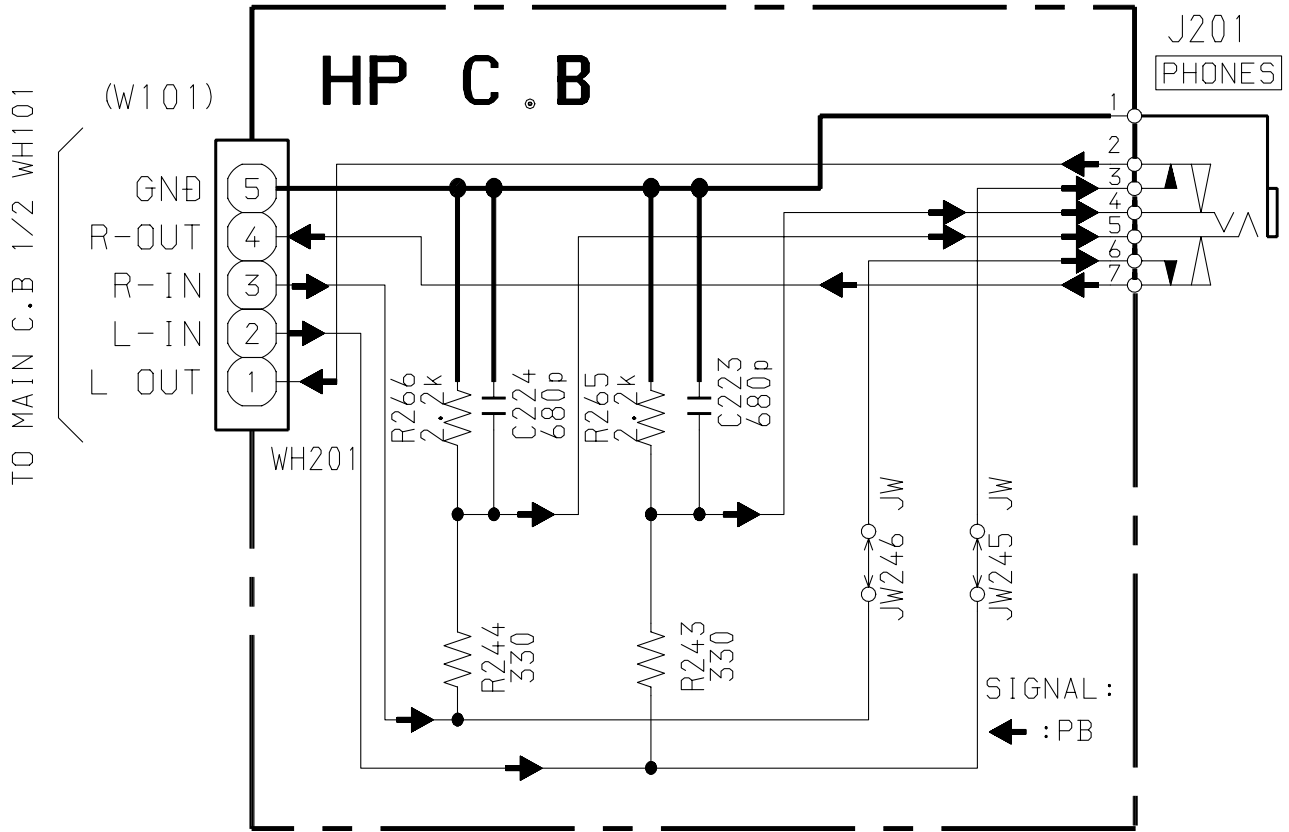 HP C.B
J201
PHONES
(W101)
TO MAIN C.B 1/2 WH101
GND 5
R-OUT 4
R-IN 3
L-IN 2
L OUT 1
WH201
1
2
3
4
5
6
7
R266
2.2k
C224
680p
R265
2.2k
C223
680p
R244
330
R243
330
JW246 JW
JW245 JW
SIGNAL:
:PB